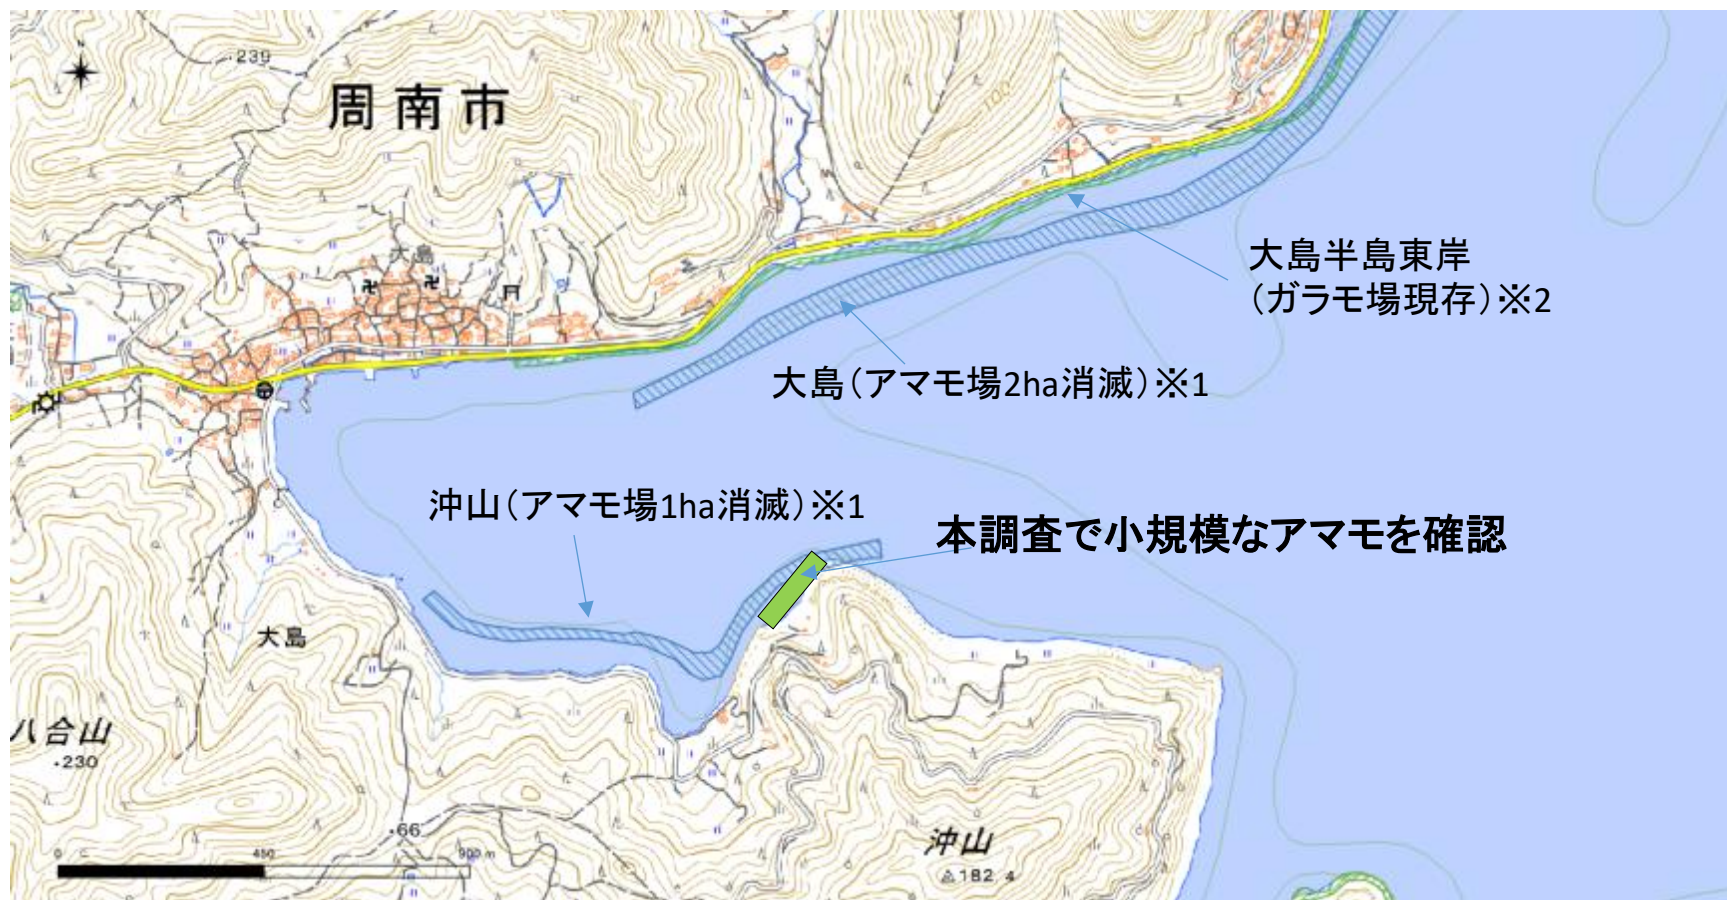 N
239
周南市
100
大島
大島半島東岸
（ガラモ場現存）※2
大島（アマモ場2ha消滅）※1
沖山（アマモ場1ha消滅）※1
本調査で小規模なアマモを確認
大島
八合山
230
66
沖山
182.4
0
450
900 m